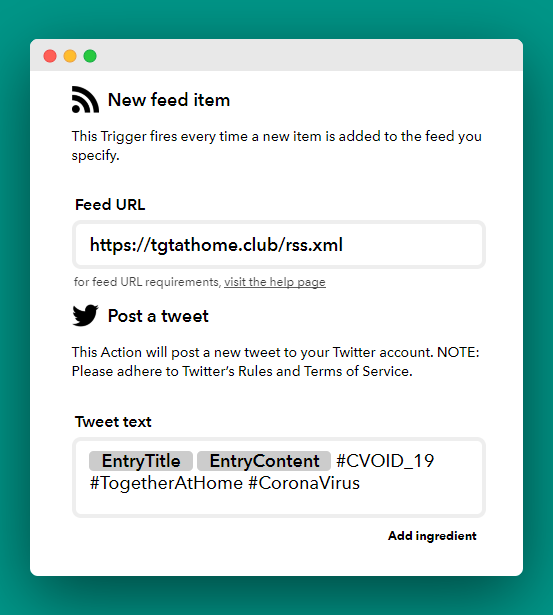 New feed item
This Trigger fires every time a new item is added to the feed you
specify.
Feed URL
https://tgtathome.club/rss.xml
for feed URL requirements, visit the help page
Post a tweet
This Action will post a new tweet to your Twitter account. NOTE:
Please adhere to Twitter’s Rules and Terms of Service.
Tweet text
EntryTitle EntryContent #CVOID_19
#TogetherAtHome #CoronaVirus
Add ingredient